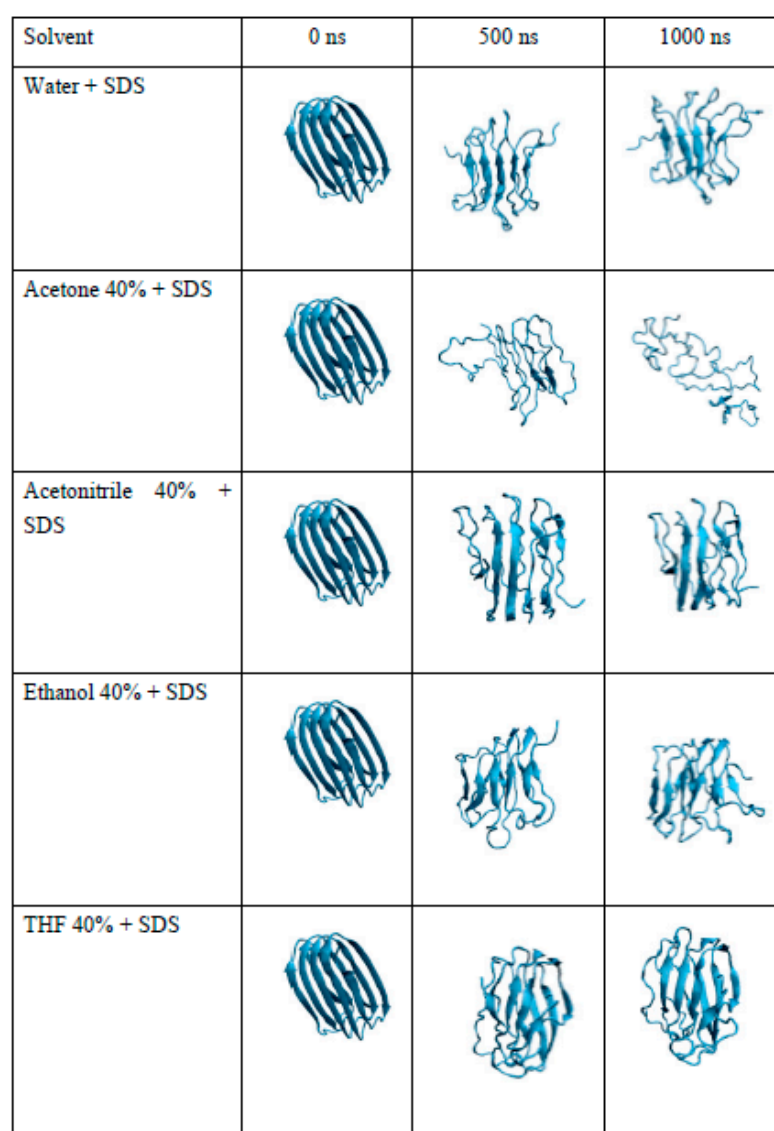 Solvent 0 ns 500 ns 1000 ns
Water + SDS
Acetone 40% + SDS
Acetonitrile 40% +
SDS
Ethanol 40% + SDS
THF 40% + SDS